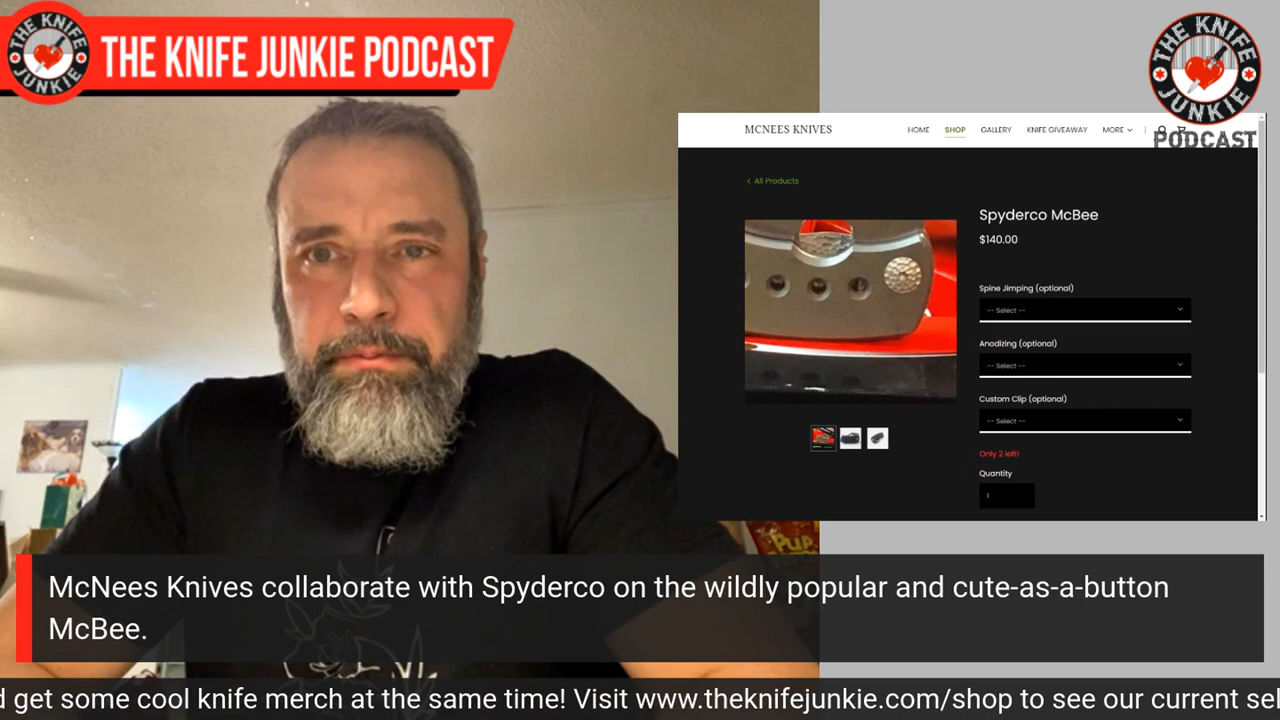 THE KNIFE JUNKIE
THE KNIFE JUNKIE PODCAST
THE KNIFE JUNKIE
PODCAST
MCNEES KNIVES
HOME SHOP GALLERY KNIFE GIVEAWAY MORE
< All Products
Spyderco McBee
$140.00
Spine Jimping (optional)
-- Select --
Anodizing (optional)
-- Select --
Custom Clip (optional)
-- Select --
Only 2 left!
Quantity
1
PUP
McNees Knives collaborate with Spyderco on the wildly popular and cute-as-a-button
McBee.
d get some cool knife merch at the same time! Visit www.theknifejunkie.com/shop to see our current sel